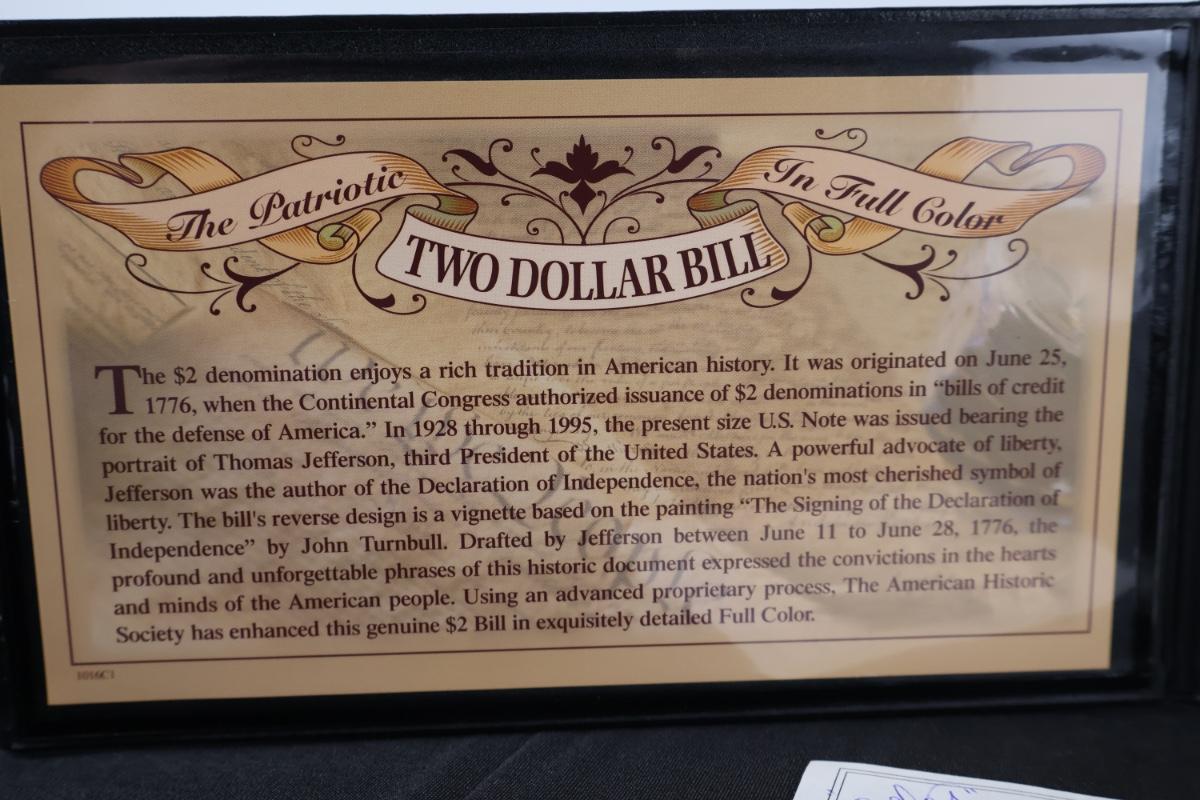 The Patriotic
In Full Color
TWO DOLLAR BILL
The $2 denomination enjoys a rich tradition in American history. It was originated on June 25,
1776, when the Continental Congress authorized issuance of $2 denominations in “bills of credit
for the defense of America.” In 1928 through 1995, the present size U.S. Note was issued bearing the
portrait of Thomas Jefferson, third President of the United States. A powerful advocate of liberty,
Jefferson was the author of the Declaration of Independence, the nation's most cherished symbol of
liberty. The bill's reverse design is a vignette based on the painting “The Signing of the Declaration of
Independence” by John Turnbull. Drafted by Jefferson between June 11 to June 28, 1776, the
profound and unforgettable phrases of this historic document expressed the convictions in the hearts
and minds of the American people. Using an advanced proprietary process, The American Historic
Society has enhanced this genuine $2 Bill in exquisitely detailed Full Color.
1016C1